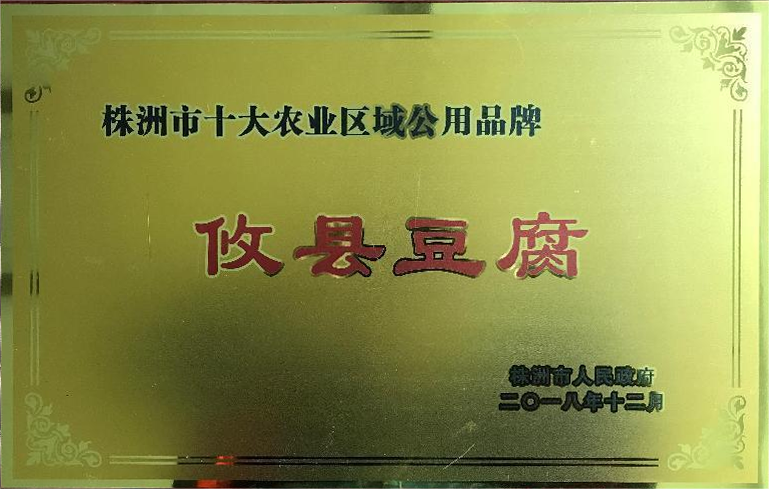 株洲市十大农业区域公用品牌
攸县豆腐
株洲市人民政府
二〇一八年十二月